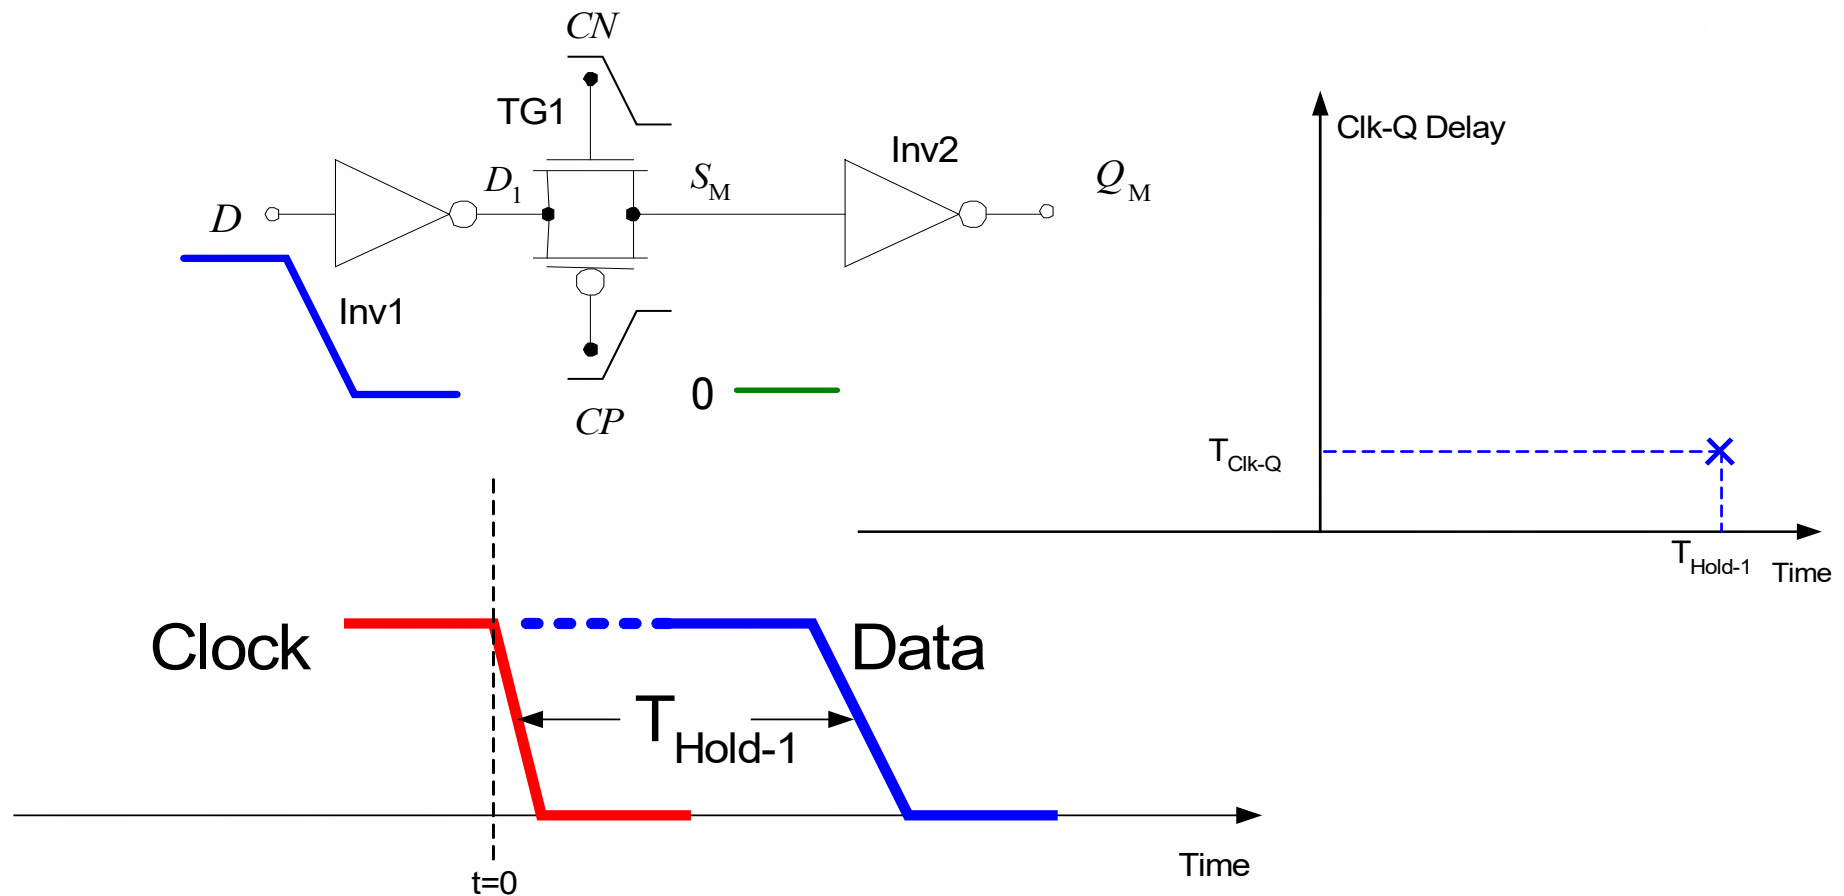 CN
TG1
Inv2
D
D1
SM
QM
Inv1
0
CP
Clk-Q Delay
TClk-Q
THold-1
Time
Clock
Data
THold-1
Time
t=0